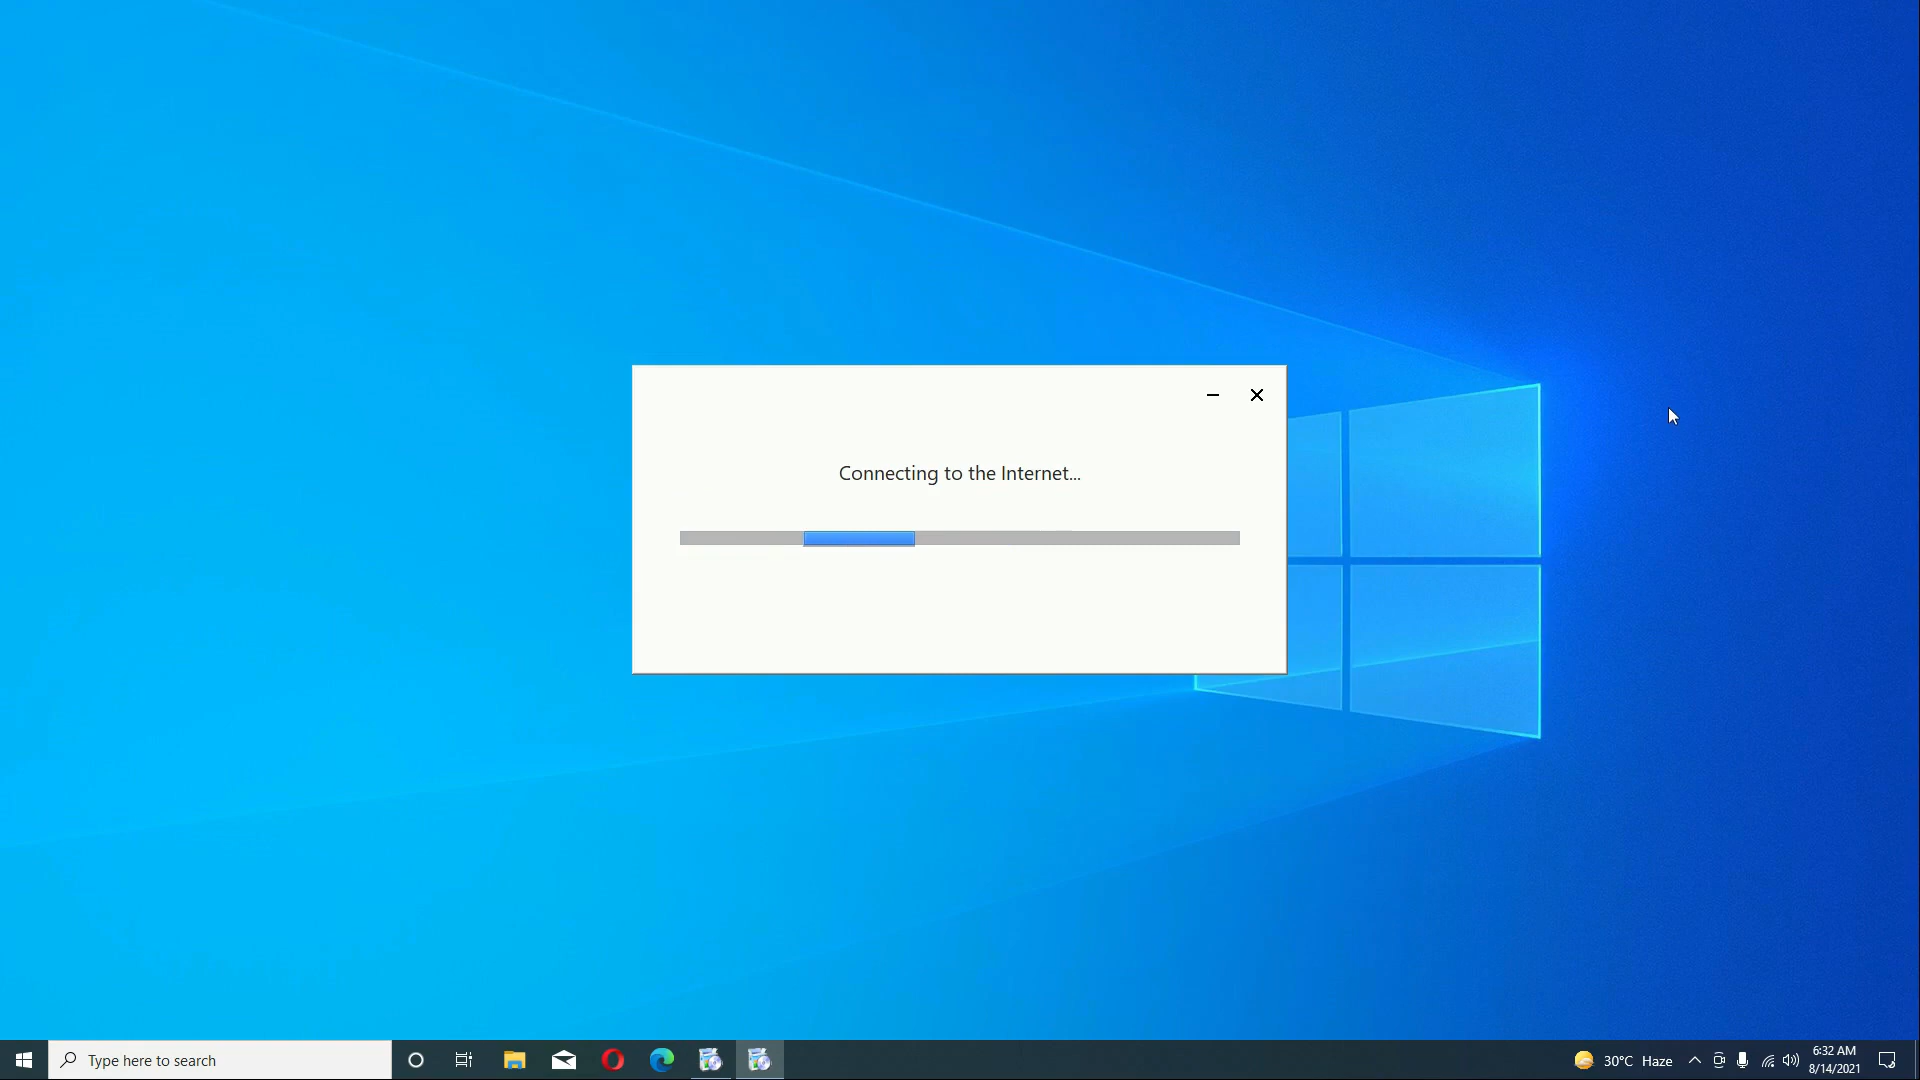 Connecting to the Internet...
Type here to search
30°C Haze
6:32 AM
8/14/2021